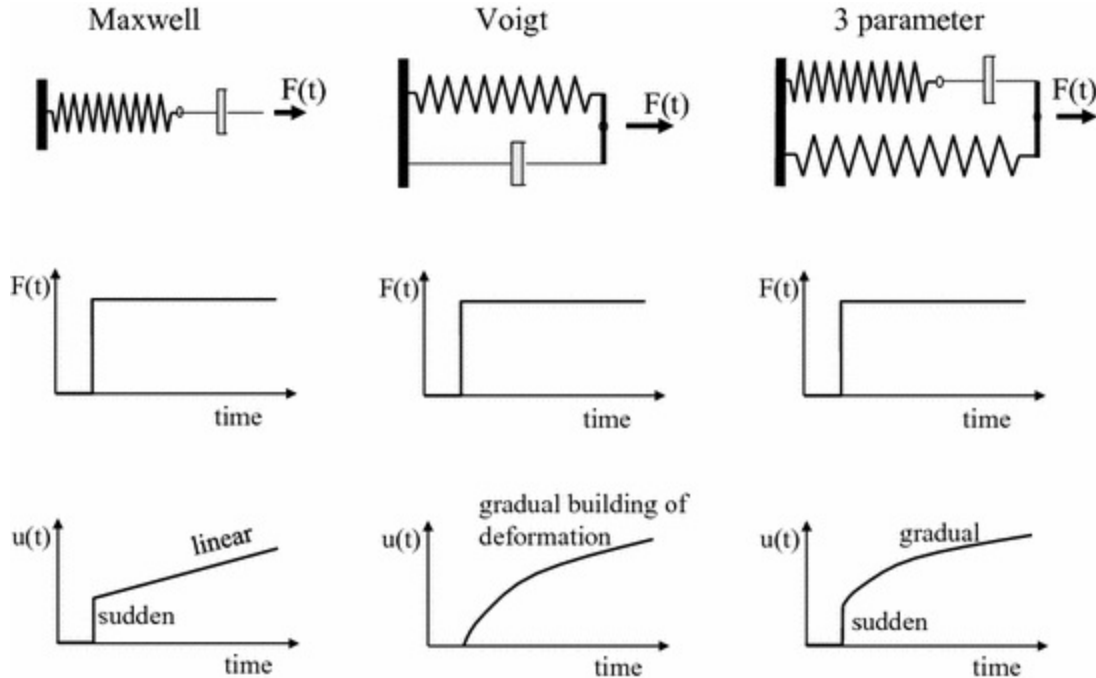 Maxwell
Voigt
3 parameter
F(t)
F(t)
F(t)
F(t)
time
F(t)
time
F(t)
time
u(t)
linear
sudden
time
u(t)
gradual building of
deformation
time
u(t)
gradual
sudden
time